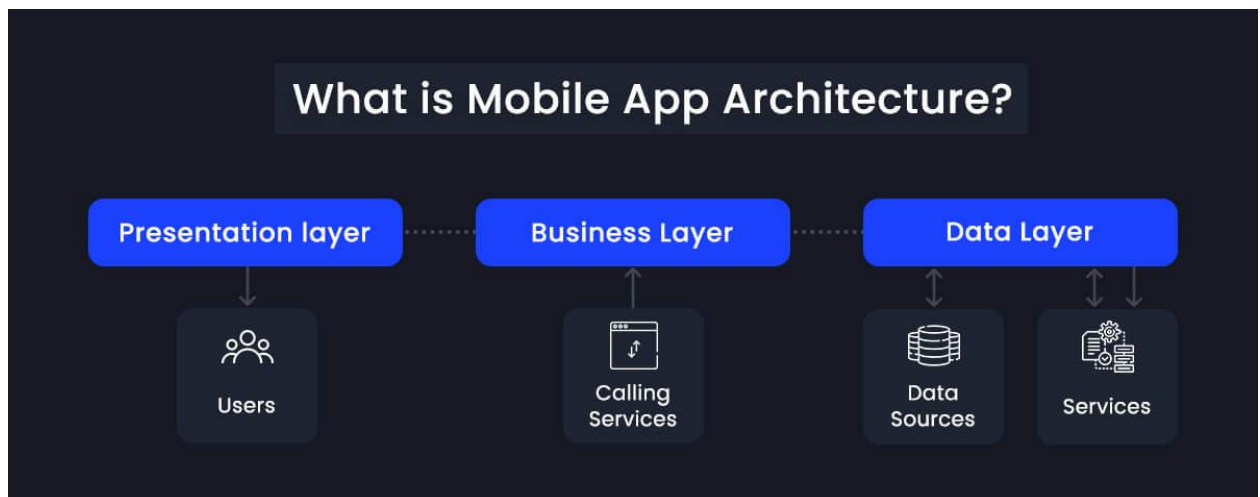 What is Mobile App Architecture?
Presentation layer
Business Layer
Data Layer
Users
Calling
Services
Data
Sources
Services